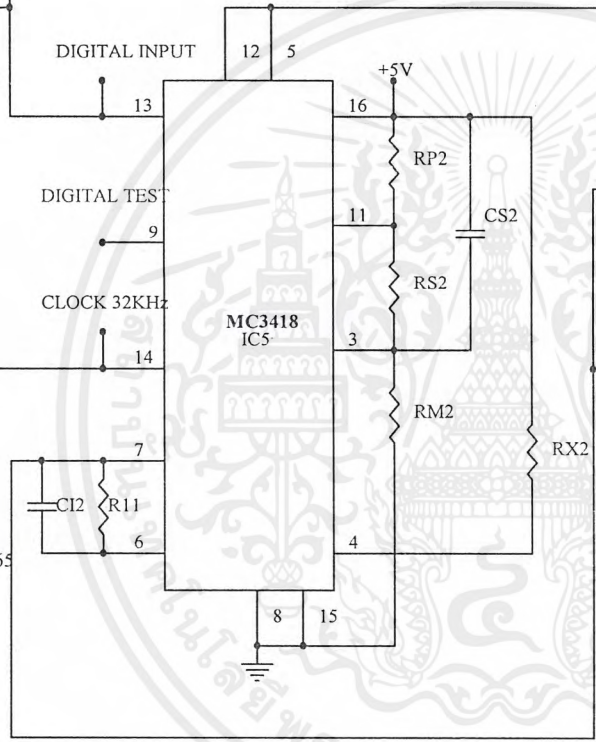 DIGITAL INPUT
12 5
+5V
13
16
RP2
DIGITAL TEST
11
CS2
9
RS2
CLOCK 32KHz
MC3418
IC5
3
14
RM2
7
RX2
CI2
R11
6
4
8 15